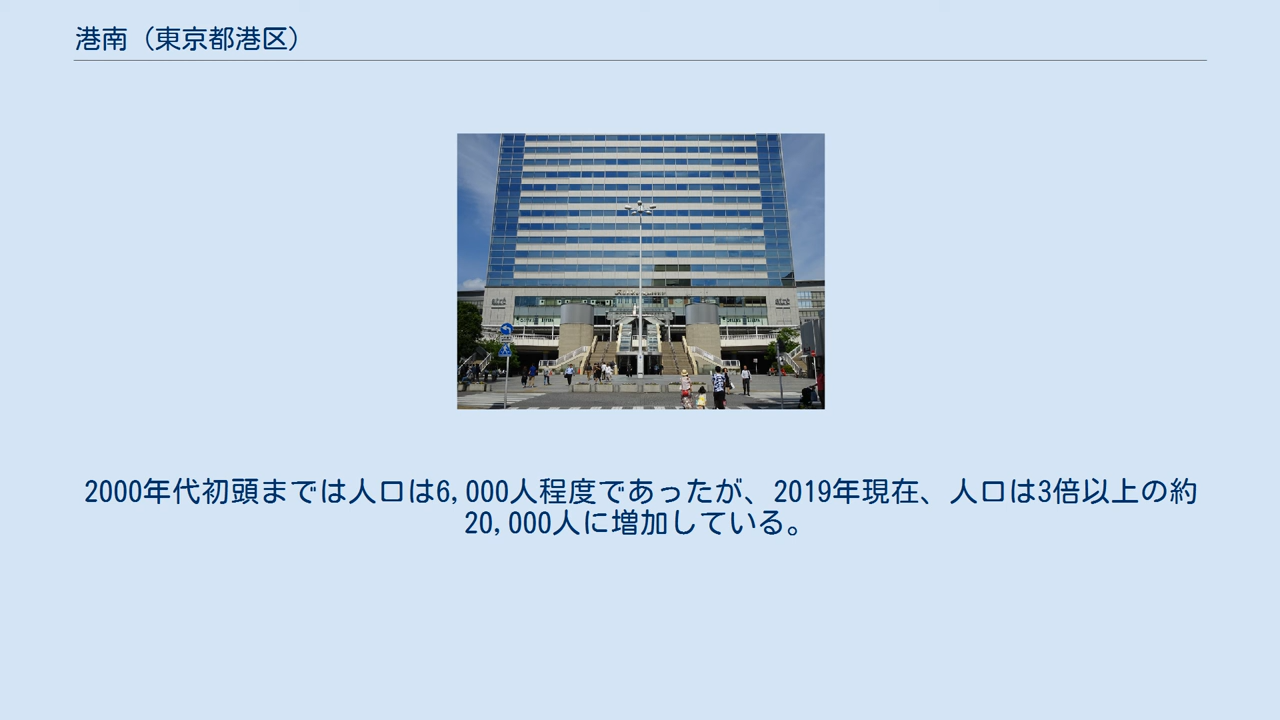 港南（東京都港区）
atré
atré
2000年代初頭までは人口は6,000人程度であったが、2019年現在、人口は3倍以上の約
20,000人に増加している。